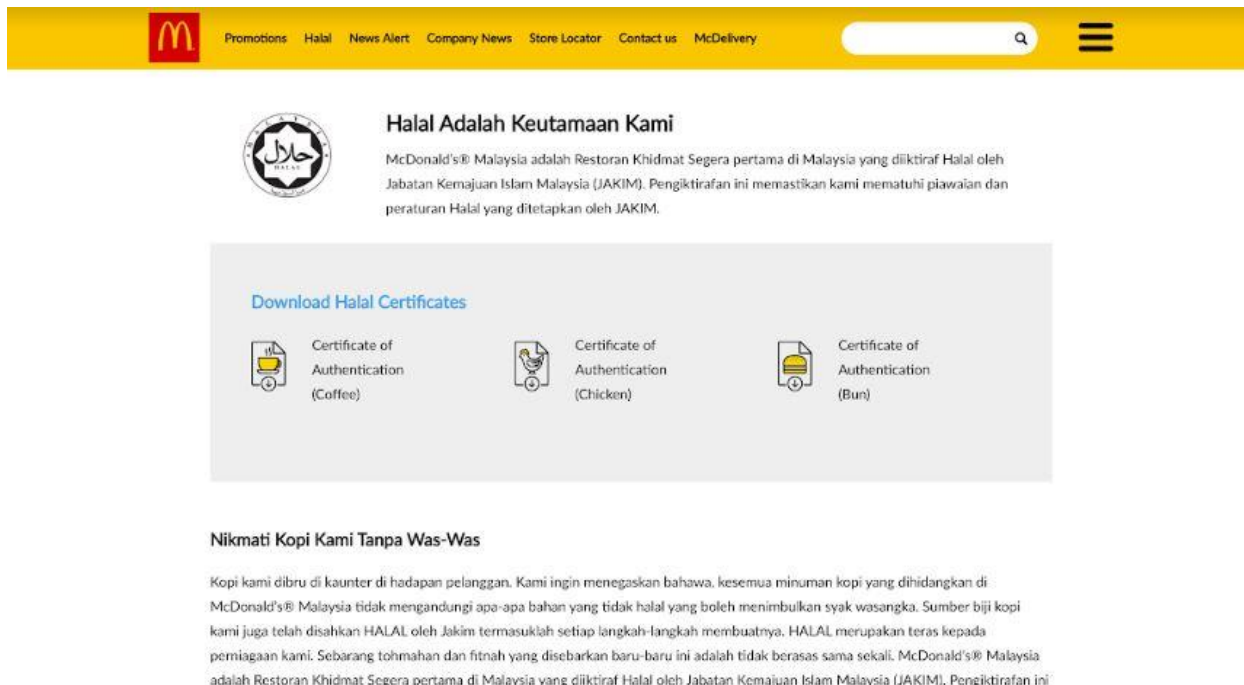 Promotions Halal News Alert Company News Store Locator Contact us McDelivery
حلال
HALAL
Halal Adalah Keutamaan Kami
McDonald's® Malaysia adalah Restoran Khidmat Segera pertama di Malaysia yang diiktiraf Halal oleh
Jabatan Kemajuan Islam Malaysia (JAKIM). Pengiktirafan ini memastikan kami mematuhi piawaian dan
peraturan Halal yang ditetapkan oleh JAKIM.
Download Halal Certificates
Certificate of
Authentication
(Coffee)
Certificate of
Authentication
(Chicken)
Certificate of
Authentication
(Bun)
Nikmati Kopi Kami Tanpa Was-Was
Kopi kami dibru di kaunter di hadapan pelanggan. Kami ingin menegaskan bahawa, kesemua minuman kopi yang dihidangkan di
McDonald's® Malaysia tidak mengandungi apa-apa bahan yang tidak halal yang boleh menimbulkan syak wasangka. Sumber biji kopi
kami juga telah disahkan HALAL oleh Jakim termasuklah setiap langkah-langkah membuatnya. HALAL merupakan teras kepada
perniagaan kami. Sebarang tohmahan dan fitnah yang disebarkan baru-baru ini adalah tidak berasas sama sekali. McDonald's® Malaysia
adalah Restoran Khidmat Segera pertama di Malaysia yang diiktiraf Halal oleh Jabatan Kemajuan Islam Malaysia (JAKIM). Pengiktirafan ini